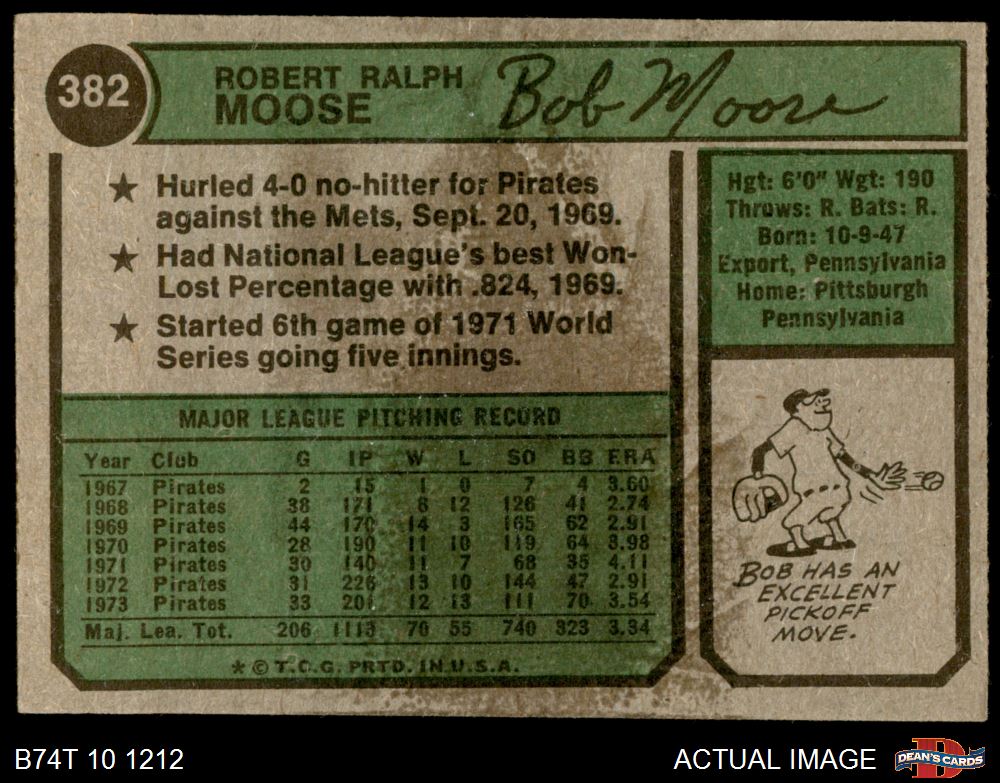 382
ROBERT RALPH
MOOSE
Bob Moose
★ Hurled 4-0 no-hitter for Pirates
against the Mets, Sept. 20, 1969.
★ Had National League's best Won-
Lost Percentage with .824, 1969.
★ Started 6th game of 1971 World
Series going five innings.
Hgt: 6'0" Wgt: 190
Throws: R. Bats: R.
Born: 10-9-47
Export, Pennsylvania
Home: Pittsburgh
Pennsylvania
MAJOR LEAGUE PITCHING RECORD
Year Club G IP W L SO BB ERA
1967 Pirates 2 15 1 0 7 4 3.60
1968 Pirates 38 171 8 12 126 41 2.74
1969 Pirates 44 170 14 3 165 62 2.91
1970 Pirates 28 190 11 10 119 64 3.98
1971 Pirates 30 140 11 7 68 35 4.11
1972 Pirates 31 226 13 10 144 47 2.91
1973 Pirates 33 201 12 13 111 70 3.54
Maj. Lea. Tot. 206 1113 70 55 740 323 3.34
* © T.C.G. PRTD. IN U.S.A.
BOB HAS AN
EXCELLENT
PICKOFF
MOVE.
B74T 10 1212
ACTUAL IMAGE
D
DEAN'S CARDS